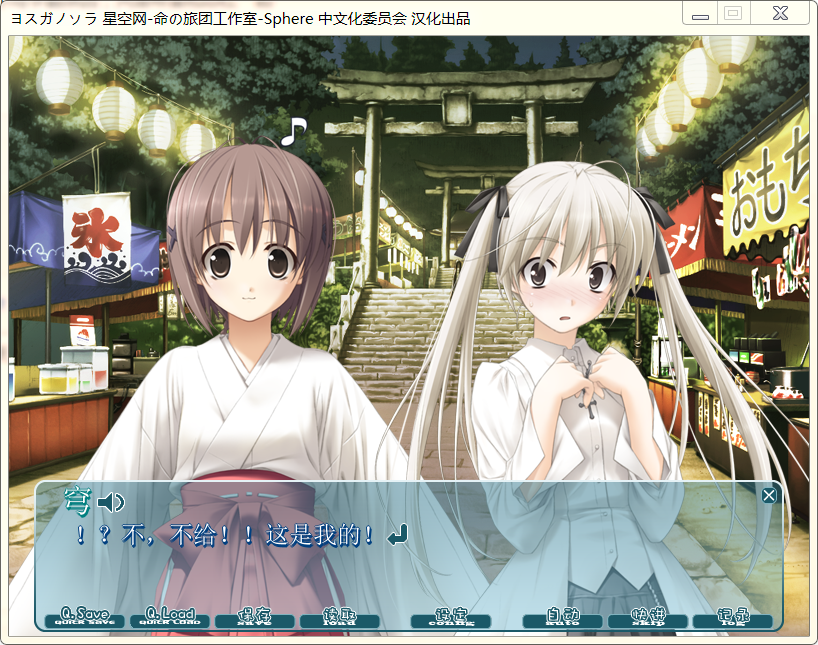 ヨスガノソラ 星空网-命の旅团工作室-Sphere 中文化委员会 汉化出品
氷
おもち
ーメン
穹
！？不，不给！！这是我的！
Q.Save Q.Load 保存 读取 设定 自动 快进 记录
QUICK SAVE QUICK LOAD save load config auto skip log